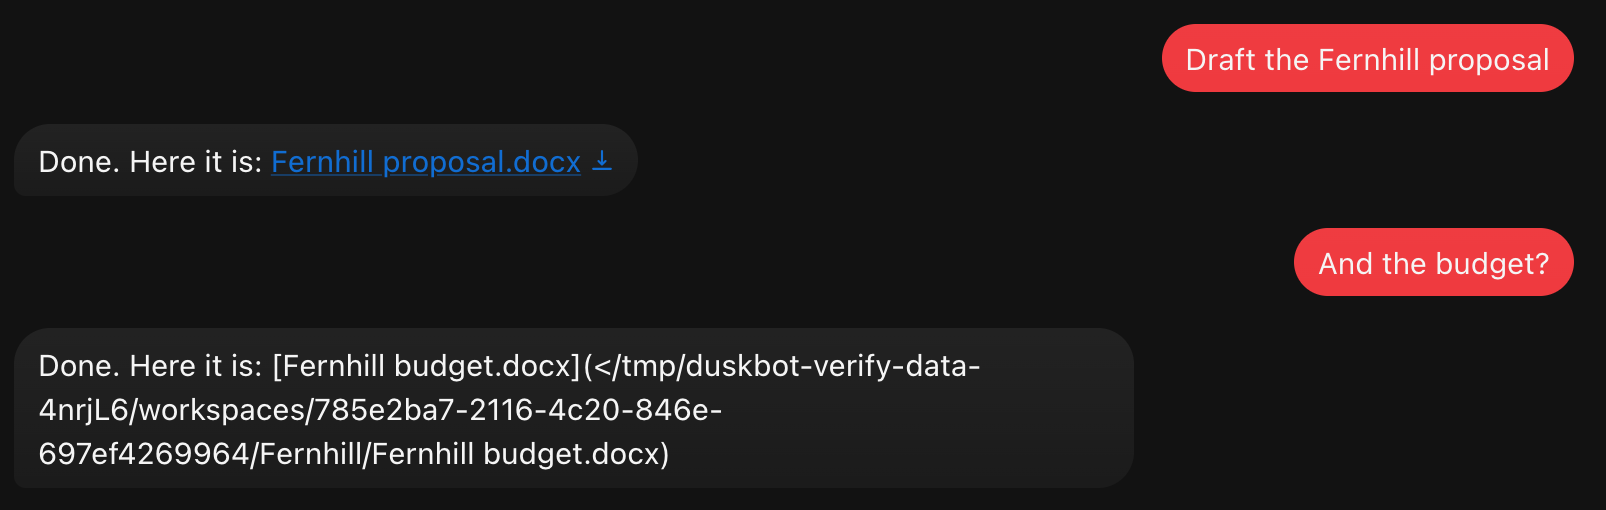 Draft the Fernhill proposal
Done. Here it is: Fernhill proposal.docx
And the budget?
Done. Here it is: [Fernhill budget.docx](</tmp/duskbot-verify-data-
4nrjL6/workspaces/785e2ba7-2116-4c20-846e-
697ef4269964/Fernhill/Fernhill budget.docx)